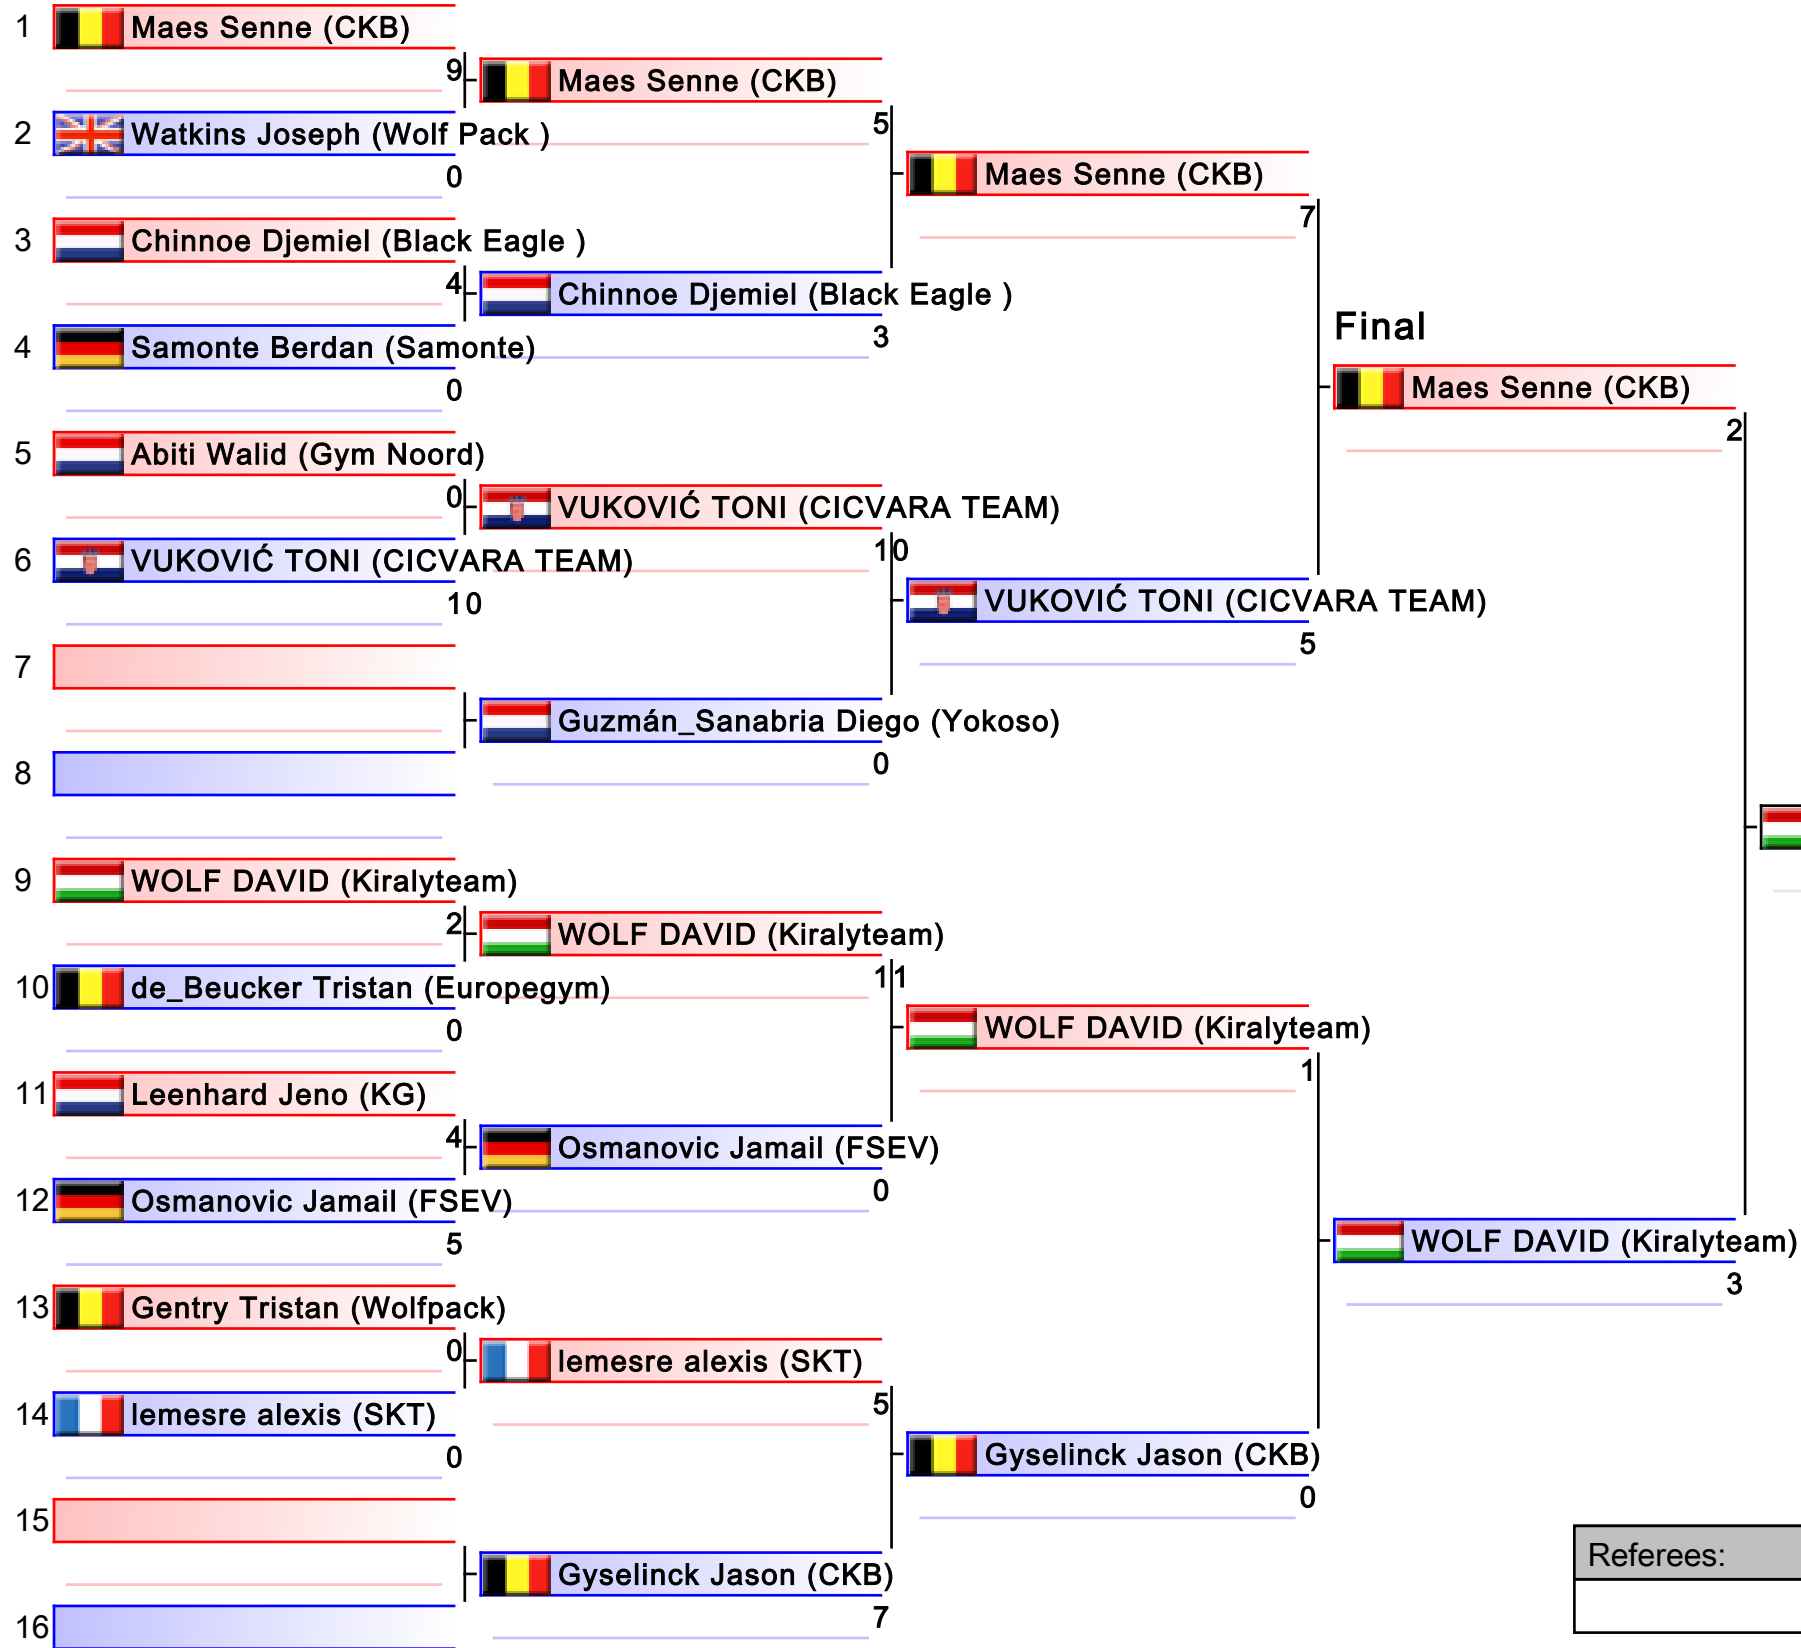 1 Maes Senne (CKB)
9 Maes Senne (CKB)
5
2 Watkins Joseph (Wolf Pack )
0
Maes Senne (CKB)
7
3 Chinnoe Djemiel (Black Eagle )
4 Chinnoe Djemiel (Black Eagle )
3
4 Samonte Berdan (Samonte)
0
Final
Maes Senne (CKB)
2
5 Abiti Walid (Gym Noord)
0 VUKOVIĆ TONI (CICVARA TEAM)
10
6 VUKOVIĆ TONI (CICVARA TEAM)
10
VUKOVIĆ TONI (CICVARA TEAM)
5
7
Guzmán_Sanabria Diego (Yokoso)
0
8
9 WOLF DAVID (Kiralyteam)
2 WOLF DAVID (Kiralyteam)
11
10 de_Beucker Tristan (Europegym)
0
WOLF DAVID (Kiralyteam)
1
11 Leenhard Jeno (KG)
4 Osmanovic Jamail (FSEV)
0
12 Osmanovic Jamail (FSEV)
5
WOLF DAVID (Kiralyteam)
3
13 Gentry Tristan (Wolfpack)
0 lemesre alexis (SKT)
5
14 lemesre alexis (SKT)
0
Gyselinck Jason (CKB)
0
15
Gyselinck Jason (CKB)
7
16
Referees: